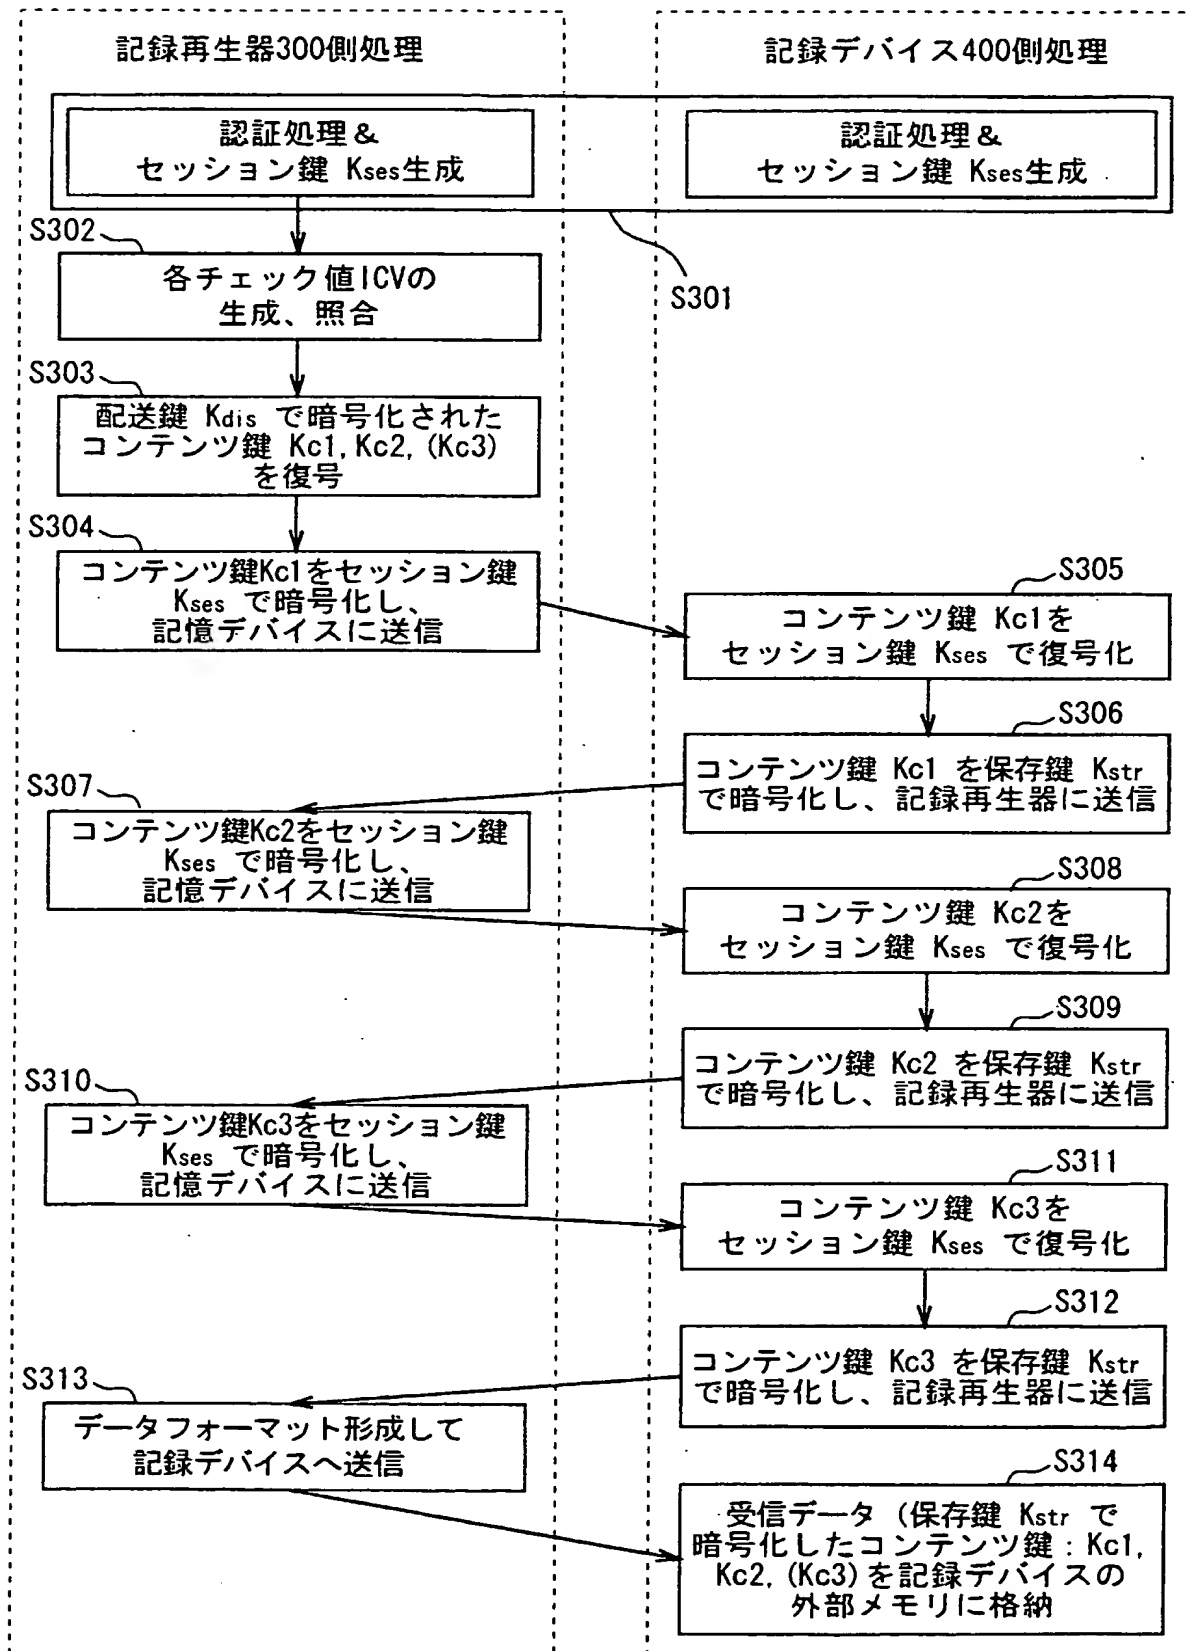 記録再生器300側処理
記録デバイス400側処理
認証処理&
セッション鍵 Kses生成
認証処理&
セッション鍵 Kses生成
S301
S302
各チェック値ICVの
生成、照合
S303
配送鍵 Kdis で暗号化された
コンテンツ鍵 Kc1, Kc2, (Kc3)
を復号
S304
コンテンツ鍵Kc1をセッション鍵
Kses で暗号化し、
記憶デバイスに送信
S305
コンテンツ鍵 Kc1を
セッション鍵 Kses で復号化
S306
コンテンツ鍵 Kc1 を保存鍵 Kstr
で暗号化し、記録再生器に送信
S307
コンテンツ鍵Kc2をセッション鍵
Kses で暗号化し、
記憶デバイスに送信
S308
コンテンツ鍵 Kc2を
セッション鍵 Kses で復号化
S309
コンテンツ鍵 Kc2 を保存鍵 Kstr
で暗号化し、記録再生器に送信
S310
コンテンツ鍵Kc3をセッション鍵
Kses で暗号化し、
記憶デバイスに送信
S311
コンテンツ鍵 Kc3を
セッション鍵 Kses で復号化
S312
コンテンツ鍵 Kc3 を保存鍵 Kstr
で暗号化し、記録再生器に送信
S313
データフォーマット形成して
記録デバイスへ送信
S314
受信データ (保存鍵 Kstr で
暗号化したコンテンツ鍵:Kc1,
Kc2, (Kc3) を記録デバイスの
外部メモリに格納